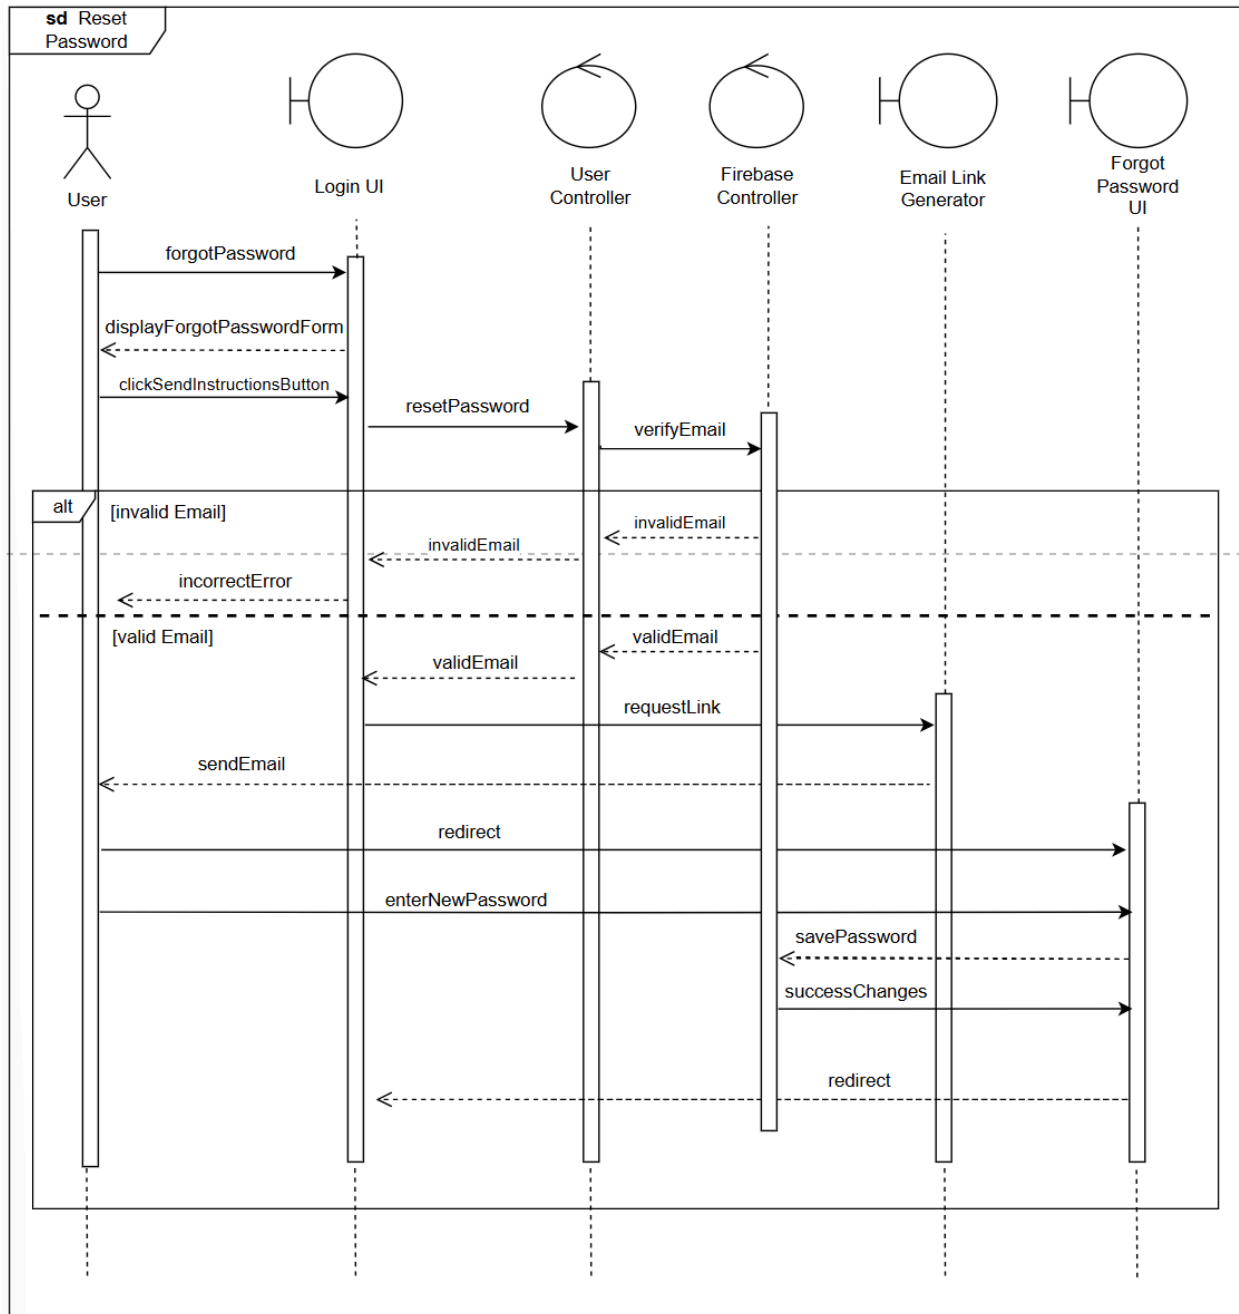 sd Reset
Password
User
Login UI
User
Controller
Firebase
Controller
Email Link
Generator
Forgot
Password
UI
forgotPassword
displayForgotPasswordForm
clickSendInstructionsButton
resetPassword
verifyEmail
alt
[invalid Email]
invalidEmail
invalidEmail
incorrectError
[valid Email]
validEmail
validEmail
requestLink
sendEmail
redirect
enterNewPassword
savePassword
successChanges
redirect